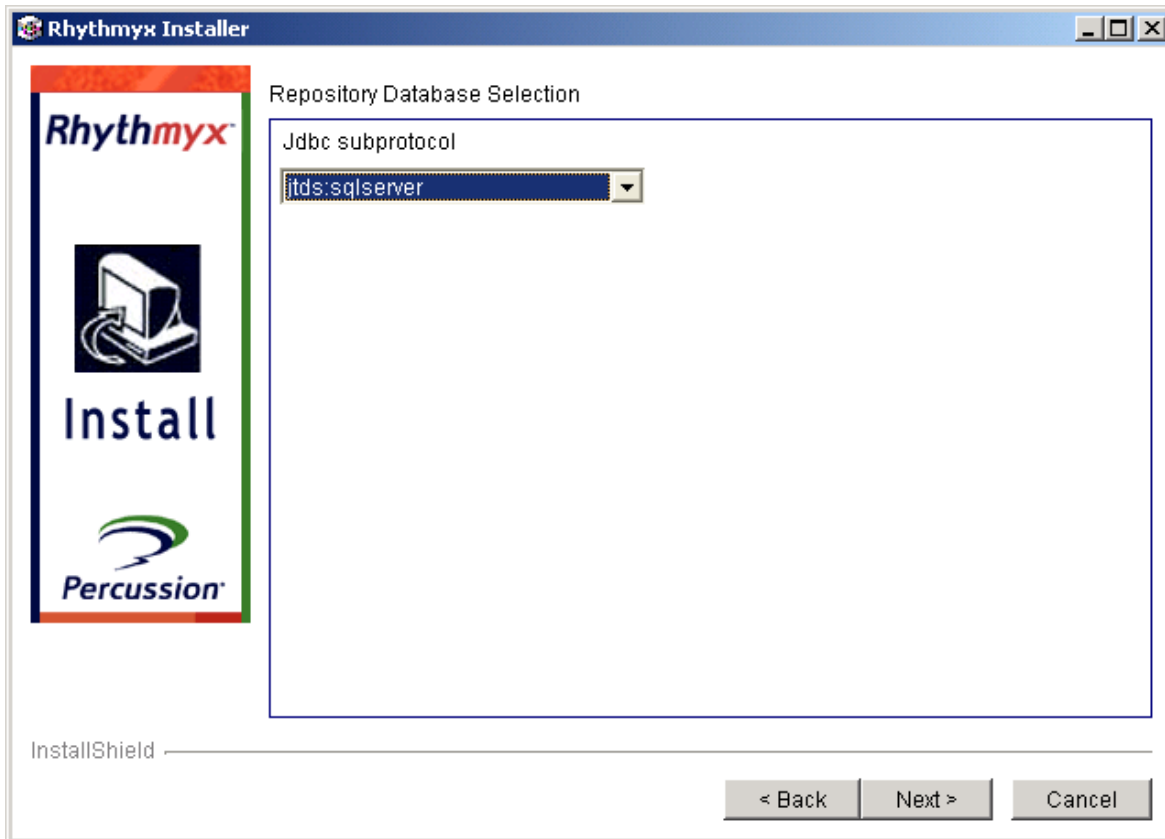 Rhythmyx Installer
Repository Database Selection
Rhythmyx
Jdbc subprotocol
jtds:sqlserver
Install
Percussion
InstallShield
< Back
Next >
Cancel